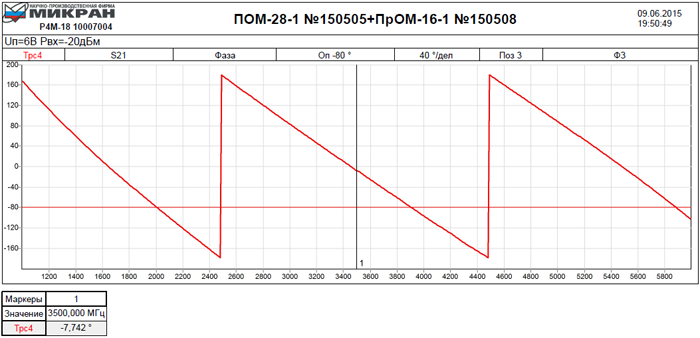 НАУЧНО-ПРОИЗВОДСТВЕННАЯ ФИРМА
МИКРАН
Р4М-18 10007004
ПОМ-28-1 №150505+ПрОМ-16-1 №150508
09.06.2015
19:50:49
Uп=6В Pвх=-20дБм
Трс4 S21 Фаза Оп -80 ° 40 °/дел Поз 3 ФЗ
200
160
120
80
40
0
-40
-80
-120
-160
1
1200 1400 1600 1800 2000 2200 2400 2600 2800 3000 3200 3400 3600 3800 4000 4200 4400 4600 4800 5000 5200 5400 5600 5800
Маркеры 1
Значение 3500,000 МГц
Трс4 -7,742 °